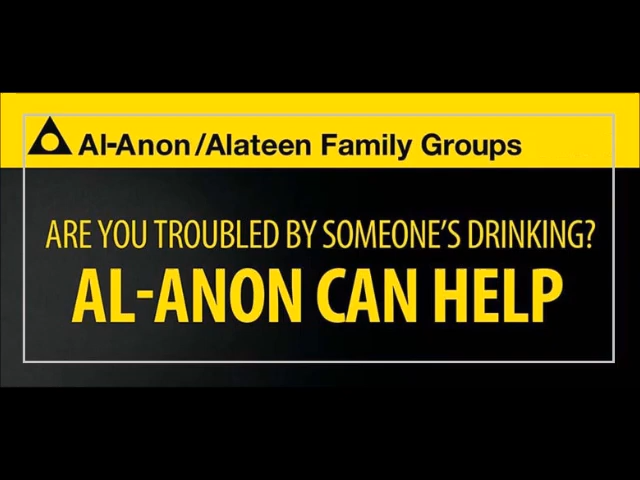 Al-Anon/Alateen Family Groups
ARE YOU TROUBLED BY SOMEONE'S DRINKING?
AL-ANON CAN HELP